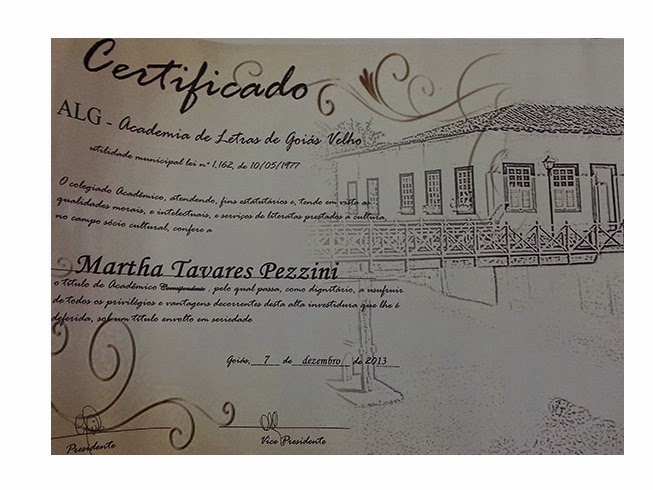 Certificado
ALG - Academia de Letras de Goiás Velho
utilidade municipal lei nº 1.162, de 10/05/1977
O colegiado Acadêmico, atendendo, fins estatutários e, tendo em vista as
qualidades morais, e intelectuais, e serviços de literatas prestados a cultura,
no campo sócio cultural, confere a
Martha Tavares Pezzini
o título de Acadêmico Correspondente, pelo qual passa, como dignitário, a usufruir
de todos os privilégios e vantagens decorrentes desta alta investidura que lhe é
deferida, sob um título envolto em seriedade
Goiás, 7 de dezembro de 2013
Presidente
Vice Presidente